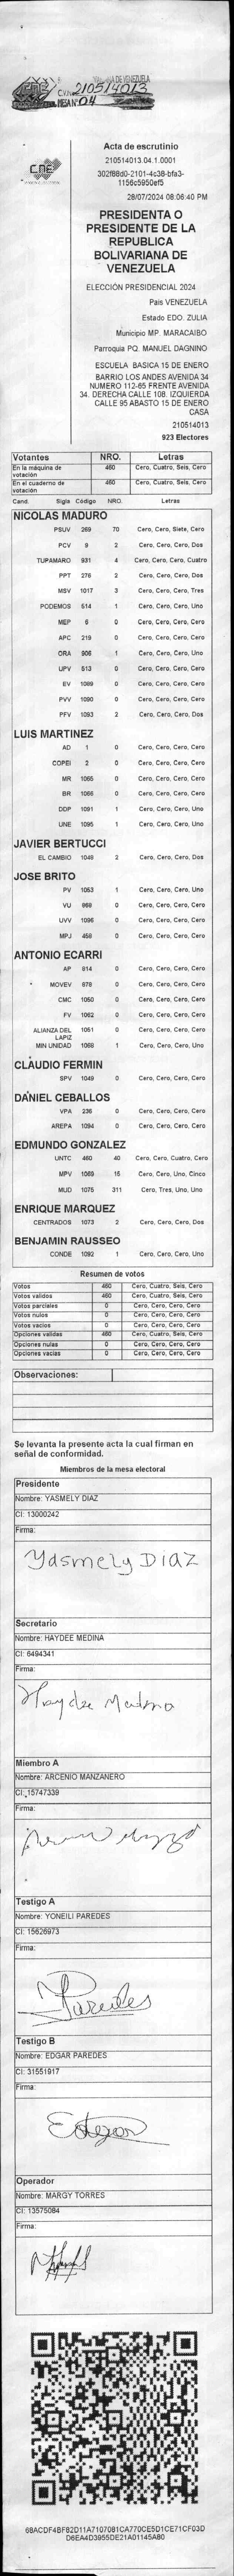 C.V.N° 210514013
MESA N° 04
CNE
Acta de escrutinio
210514013.04.1.0001
302f88d0-2101-4c38-bfa3-
1156c5950ef5
28/07/2024 08:06:40 PM
PRESIDENTA O
PRESIDENTE DE LA
REPUBLICA
BOLIVARIANA DE
VENEZUELA
ELECCIÓN PRESIDENCIAL 2024
Pais VENEZUELA
Estado EDO. ZULIA
Municipio MP. MARACAIBO
Parroquia PQ. MANUEL DAGNINO
ESCUELA BASICA 15 DE ENERO
BARRIO LOS ANDES AVENIDA 34
NUMERO 112-65 FRENTE AVENIDA
34. DERECHA CALLE 108. IZQUIERDA
CALLE 95 ABASTO 15 DE ENERO
CASA
210514013
923 Electores
Votantes NRO. Letras
En la máquina de votación 460 Cero, Cuatro, Seis, Cero
En el cuaderno de votación 460 Cero, Cuatro, Seis, Cero
Cand. Sigla Código NRO. Letras
NICOLAS MADURO
PSUV 269 70 Cero, Cero, Siete, Cero
PCV 9 2 Cero, Cero, Cero, Dos
TUPAMARO 931 4 Cero, Cero, Cero, Cuatro
PPT 276 2 Cero, Cero, Cero, Dos
MSV 1017 3 Cero, Cero, Cero, Tres
PODEMOS 514 1 Cero, Cero, Cero, Uno
MEP 6 0 Cero, Cero, Cero, Cero
APC 219 0 Cero, Cero, Cero, Cero
ORA 906 1 Cero, Cero, Cero, Uno
UPV 513 0 Cero, Cero, Cero, Cero
EV 1089 0 Cero, Cero, Cero, Cero
PVV 1090 0 Cero, Cero, Cero, Cero
PFV 1093 2 Cero, Cero, Cero, Dos
LUIS MARTINEZ
AD 1 0 Cero, Cero, Cero, Cero
COPEI 2 0 Cero, Cero, Cero, Cero
MR 1065 0 Cero, Cero, Cero, Cero
BR 1066 0 Cero, Cero, Cero, Cero
DDP 1091 1 Cero, Cero, Cero, Uno
UNE 1095 1 Cero, Cero, Cero, Uno
JAVIER BERTUCCI
EL CAMBIO 1048 2 Cero, Cero, Cero, Dos
JOSE BRITO
PV 1053 1 Cero, Cero, Cero, Uno
VU 969 0 Cero, Cero, Cero, Cero
UVV 1096 0 Cero, Cero, Cero, Cero
MPJ 458 0 Cero, Cero, Cero, Cero
ANTONIO ECARRI
AP 814 0 Cero, Cero, Cero, Cero
MOVEV 878 0 Cero, Cero, Cero, Cero
CMC 1050 0 Cero, Cero, Cero, Cero
FV 1062 0 Cero, Cero, Cero, Cero
ALIANZA DEL LAPIZ 1051 0 Cero, Cero, Cero, Cero
MIN UNIDAD 1068 1 Cero, Cero, Cero, Uno
CLAUDIO FERMIN
SPV 1049 0 Cero, Cero, Cero, Cero
DANIEL CEBALLOS
VPA 236 0 Cero, Cero, Cero, Cero
AREPA 1094 0 Cero, Cero, Cero, Cero
EDMUNDO GONZALEZ
UNTC 460 40 Cero, Cero, Cuatro, Cero
MPV 1069 15 Cero, Cero, Uno, Cinco
MUD 1075 311 Cero, Tres, Uno, Uno
ENRIQUE MARQUEZ
CENTRADOS 1073 2 Cero, Cero, Cero, Dos
BENJAMIN RAUSSEO
CONDE 1092 1 Cero, Cero, Cero, Uno
Resumen de votos
Votos 460 Cero, Cuatro, Seis, Cero
Votos validos 460 Cero, Cuatro, Seis, Cero
Votos parciales 0 Cero, Cero, Cero, Cero
Votos nulos 0 Cero, Cero, Cero, Cero
Votos vacios 0 Cero, Cero, Cero, Cero
Opciones validas 460 Cero, Cuatro, Seis, Cero
Opciones nulas 0 Cero, Cero, Cero, Cero
Opciones vacias 0 Cero, Cero, Cero, Cero
Observaciones:
Se levanta la presente acta la cual firman en
señal de conformidad.
Miembros de la mesa electoral
Presidente
Nombre: YASMELY DIAZ
CI: 13000242
Firma:
Yasmely DIAZ
Secretario
Nombre: HAYDEE MEDINA
CI: 6494341
Firma:
Haydee Medina
Miembro A
Nombre: ARCENIO MANZANERO
CI: 15747339
Firma:
Testigo A
Nombre: YONEILI PAREDES
CI: 15626973
Firma:
Paredes
Testigo B
Nombre: EDGAR PAREDES
CI: 31551917
Firma:
Edgar
Operador
Nombre: MARGY TORRES
CI: 13575084
Firma:
68ACDF4BF82D11A7107081CA770CE5D1CE71CF03D
D6EA4D3955DE21A01145A80